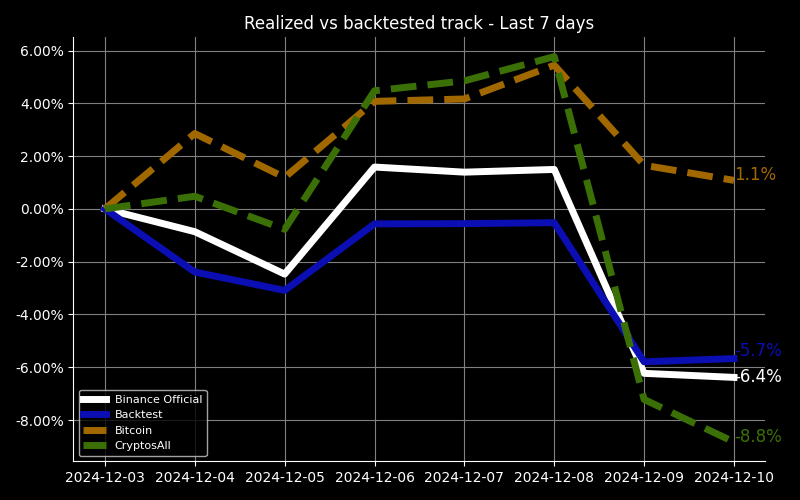 Realized vs backtested track - Last 7 days
6.00%
4.00%
2.00%
0.00%
-2.00%
-4.00%
-6.00%
-8.00%
1.1%
-5.7%
-6.4%
-8.8%
Binance Official
Backtest
Bitcoin
CryptosAll
2024-12-03 2024-12-04 2024-12-05 2024-12-06 2024-12-07 2024-12-08 2024-12-09 2024-12-10